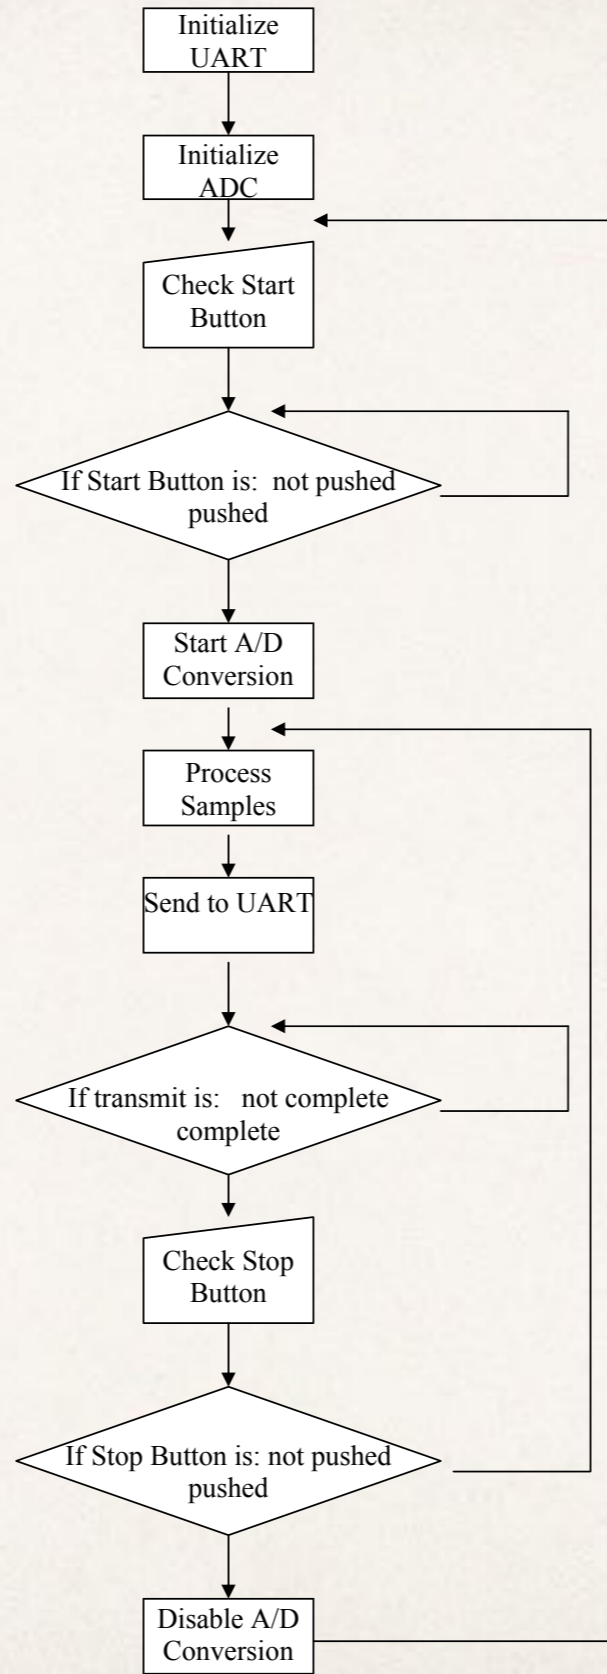 Initialize
UART
Initialize
ADC
Check Start
Button
If Start Button is: not pushed
pushed
Start A/D
Conversion
Process
Samples
Send to UART
If transmit is: not complete
complete
Check Stop
Button
If Stop Button is: not pushed
pushed
Disable A/D
Conversion